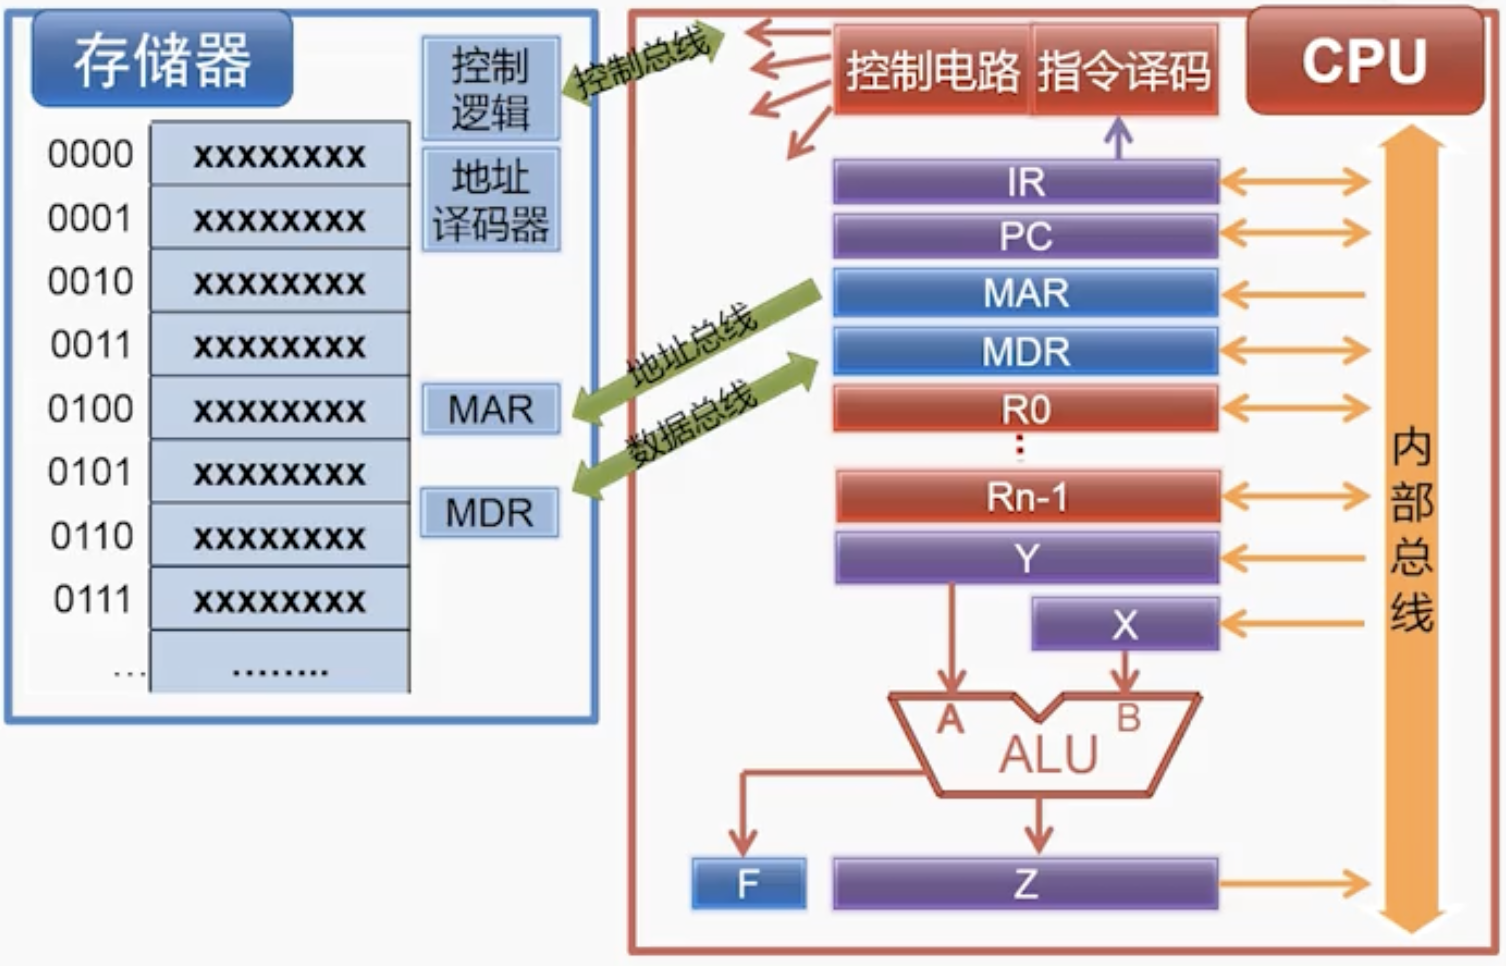 存储器
控制
逻辑
地址
译码器
0000 xxxxxxxx
0001 xxxxxxxx
0010 xxxxxxxx
0011 xxxxxxxx
0100 xxxxxxxx
0101 xxxxxxxx
0110 xxxxxxxx
0111 xxxxxxxx
... ........
MAR
MDR
控制总线
地址总线
数据总线
控制电路 指令译码
CPU
IR
PC
MAR
MDR
R0
⋮
Rn-1
Y
X
A B
ALU
F
Z
内
部
总
线